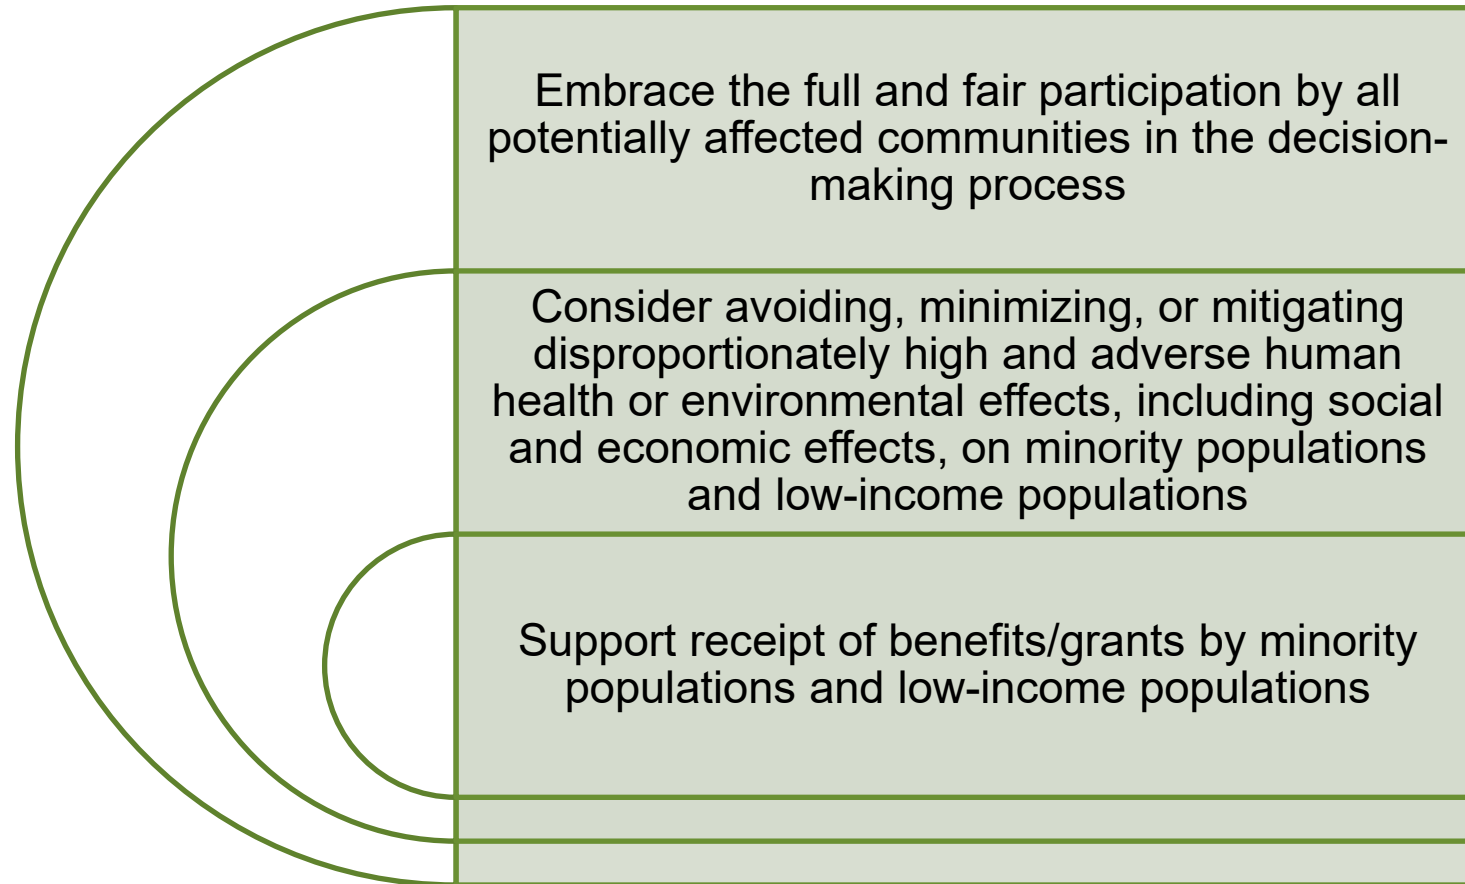 Embrace the full and fair participation by all
potentially affected communities in the decision-
making process
Consider avoiding, minimizing, or mitigating
disproportionately high and adverse human
health or environmental effects, including social
and economic effects, on minority populations
and low-income populations
Support receipt of benefits/grants by minority
populations and low-income populations